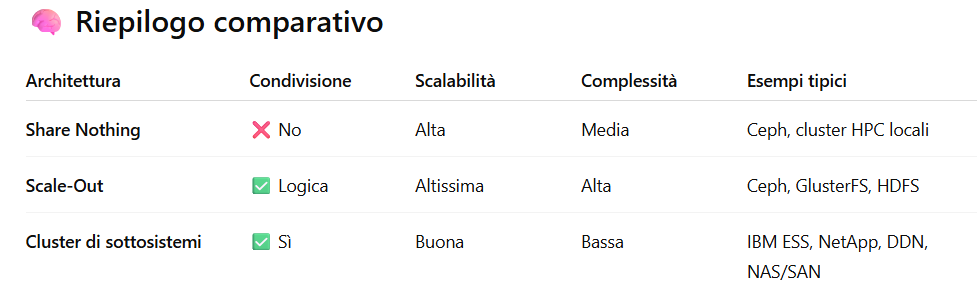 🧠 Riepilogo comparativo
Architettura Condivisione Scalabilità Complessità Esempi tipici
Share Nothing ❌ No Alta Media Ceph, cluster HPC locali
Scale-Out ✅ Logica Altissima Alta Ceph, GlusterFS, HDFS
Cluster di sottosistemi ✅ Sì Buona Bassa IBM ESS, NetApp, DDN,
NAS/SAN